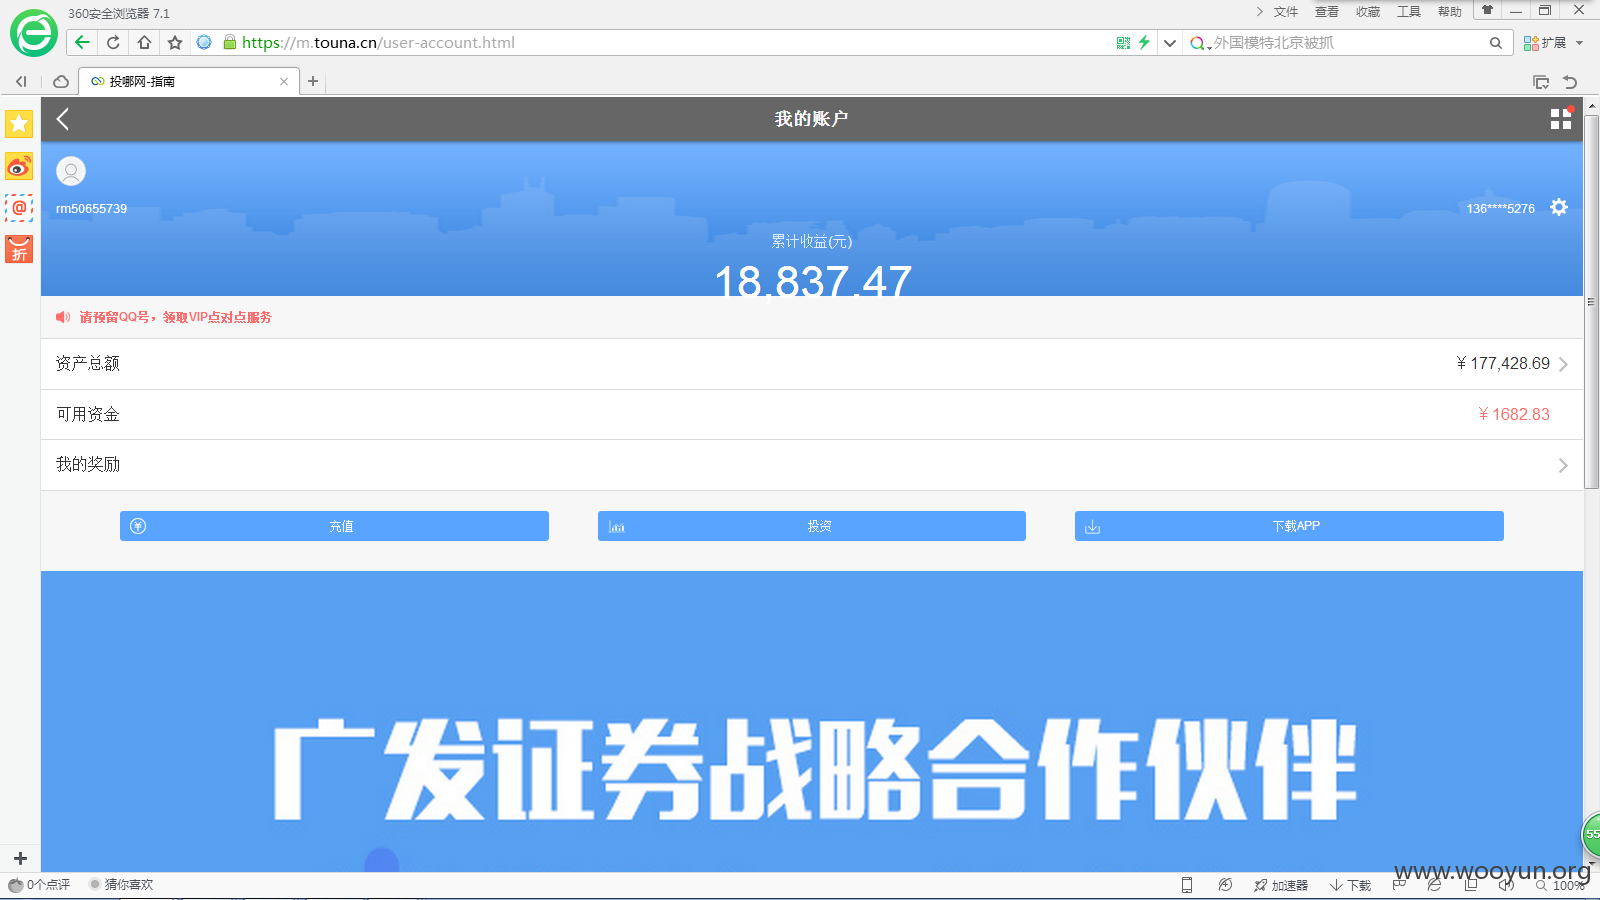 360安全浏览器 7.1
文件 查看 收藏 工具 帮助
https://m.touna.cn/user-account.html
外国模特北京被抓
扩展
投哪网-指南
我的账户
rm50655739
136****5276
累计收益(元)
18,837.47
请预留QQ号，领取VIP点对点服务
资产总额
¥ 177,428.69
可用资金
¥ 1682.83
我的奖励
充值
投资
下载APP
折
广发证券战略合作伙伴
55
www.wooyun.org
0个点评
猜你喜欢
加速器
下载
100%